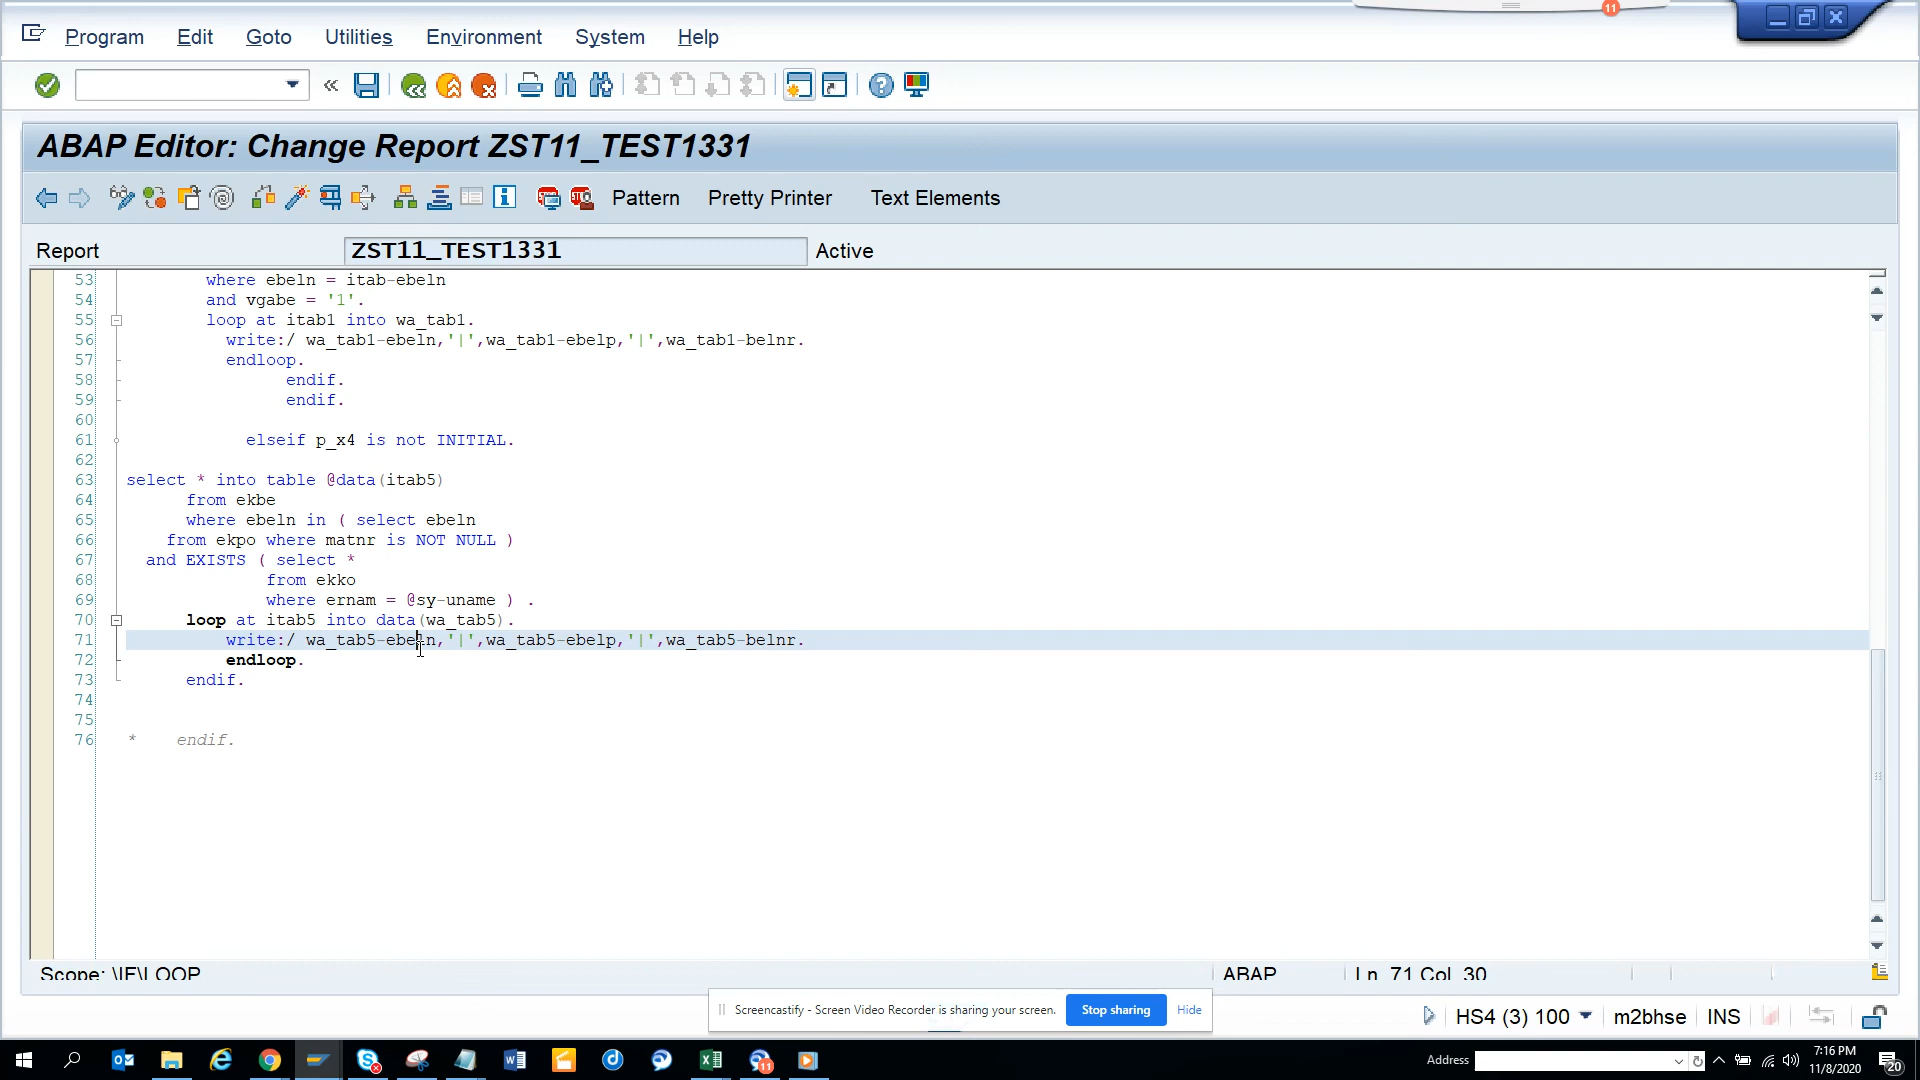 Program Edit Goto Utilities Environment System Help
11
ABAP Editor: Change Report ZST11_TEST1331
Pattern Pretty Printer Text Elements
Report ZST11_TEST1331 Active
53 where ebeln = itab-ebeln
54 and vgabe = '1'.
55 loop at itab1 into wa_tab1.
56 write:/ wa_tab1-ebeln,'|',wa_tab1-ebelp,'|',wa_tab1-belnr.
57 endloop.
58 endif.
59 endif.
60
61 elseif p_x4 is not INITIAL.
62
63 select * into table @data(itab5)
64 from ekbe
65 where ebeln in ( select ebeln
66 from ekpo where matnr is NOT NULL )
67 and EXISTS ( select *
68 from ekko
69 where ernam = @sy-uname ) .
70 loop at itab5 into data(wa_tab5).
71 write:/ wa_tab5-ebeln,'|',wa_tab5-ebelp,'|',wa_tab5-belnr.
72 endloop.
73 endif.
74
75
76 * endif.
Scope: \IF\LOOP ABAP Ln 71 Col 30
Screencastify - Screen Video Recorder is sharing your screen. Stop sharing Hide
HS4 (3) 100 m2bhse INS
Address
7:16 PM
11/8/2020
20
11